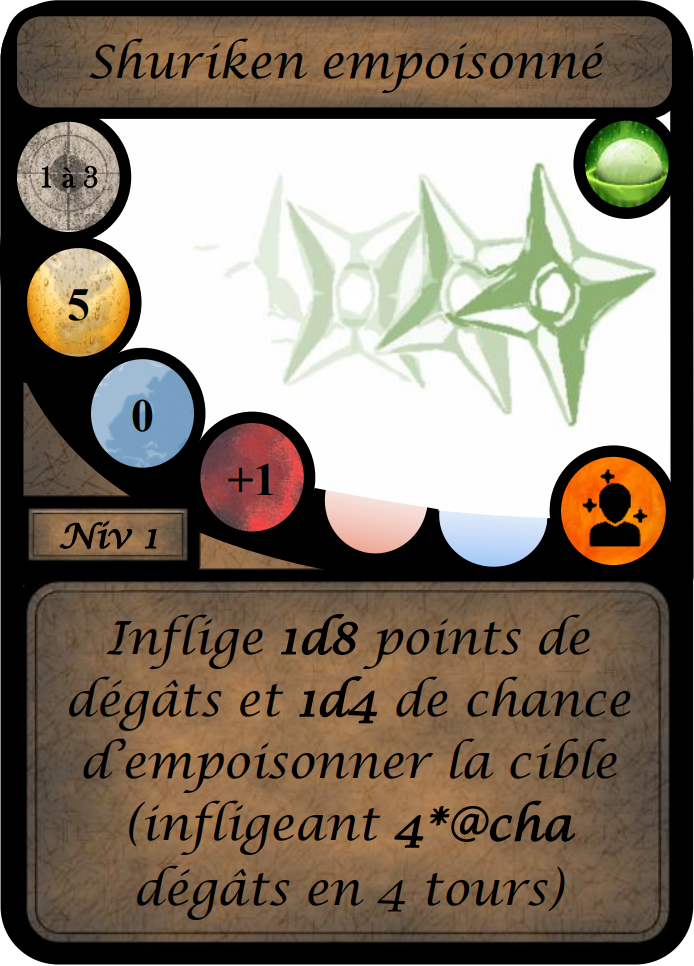 Shuriken empoisonné
1 à 3
5
0
+1
Niv 1
Inflige 1d8 points de
dégâts et 1d4 de chance
d'empoisonner la cible
(infligeant 4*@cha
dégâts en 4 tours)